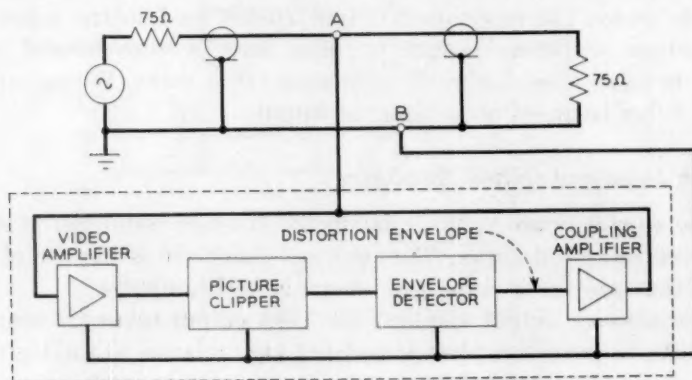 75Ω
A
75Ω
B
VIDEO
AMPLIFIER
DISTORTION ENVELOPE
COUPLING
AMPLIFIER
PICTURE
CLIPPER
ENVELOPE
DETECTOR